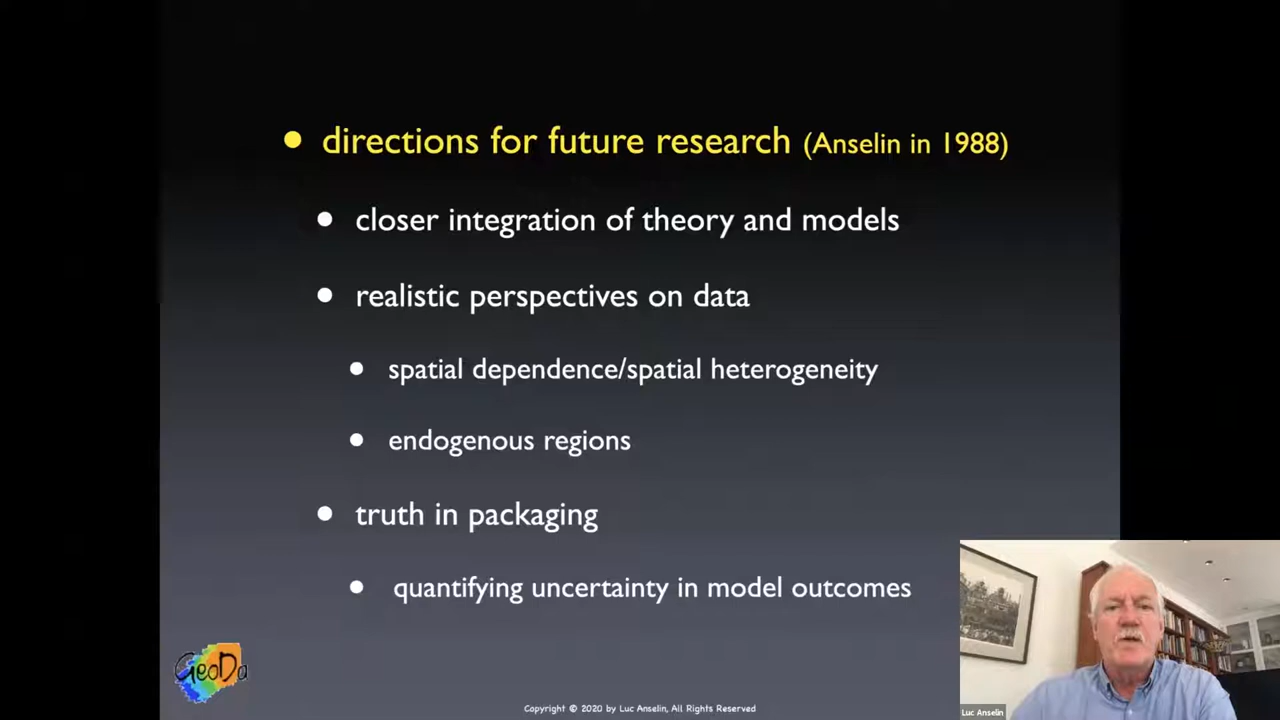 directions for future research (Anselin in 1988)
closer integration of theory and models
realistic perspectives on data
spatial dependence/spatial heterogeneity
endogenous regions
truth in packaging
quantifying uncertainty in model outcomes
GeoDa
Luc Anselin
Copyright © 2020 by Luc Anselin, All Rights Reserved